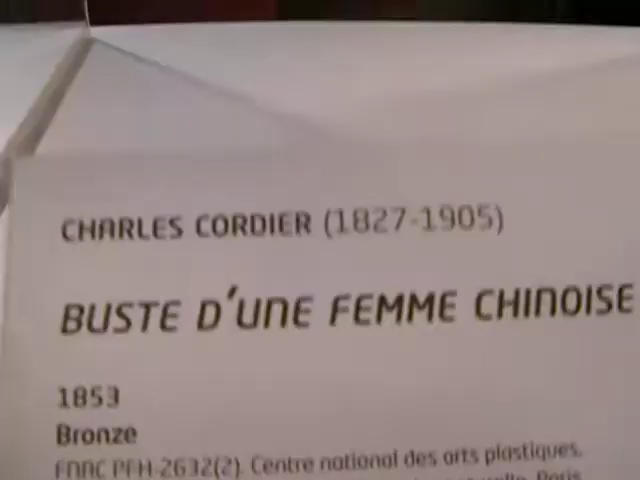 CHARLES CORDIER (1827-1905)
BUSTE D'UNE FEMME CHINOISE
1853
Bronze
FNAC PFH-2632(2). Centre national des arts plastiques.
Paris